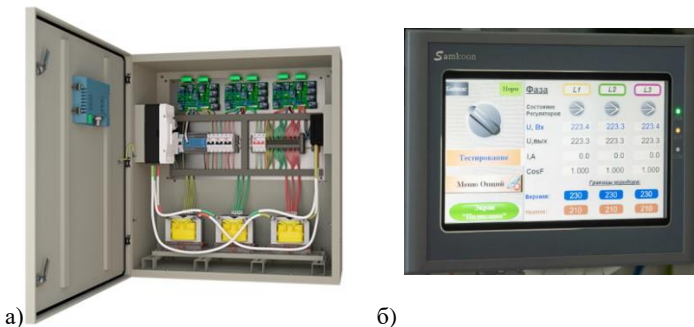 Samkoon
Норм
Фаза L1 L2 L3
Состояние
Регуляторов
U, Вх 223.4 223.3 223.4
U,вых 223.3 223.3 223.3
I,A 0.0 0.0 0.0
CosF 1.000 1.000 1.000
Тестирование
Меню Опций
Границы коридора
Верхняя: 230 230 230
Нижняя: 210 210 210
Экран
а)
б)